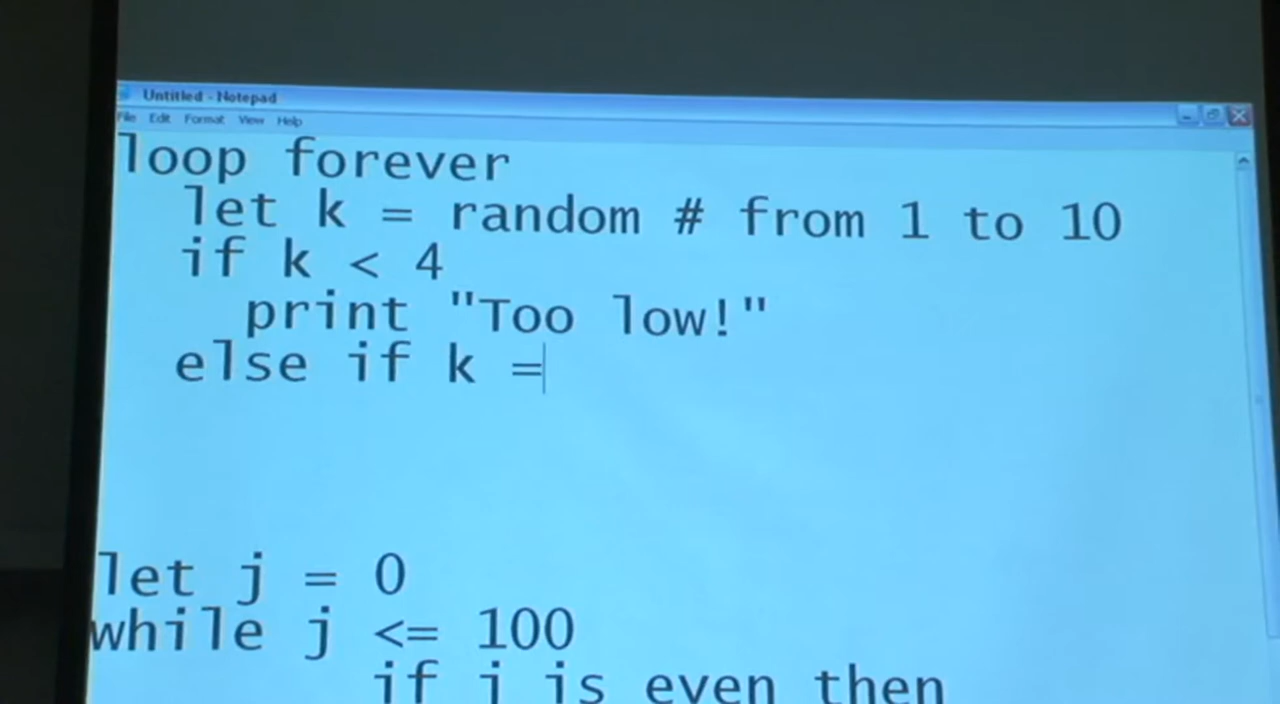 Untitled - Notepad
File Edit Format View Help
loop forever
let k = random # from 1 to 10
if k < 4
print "Too low!"
else if k =
let j = 0
while j <= 100
if j is even then